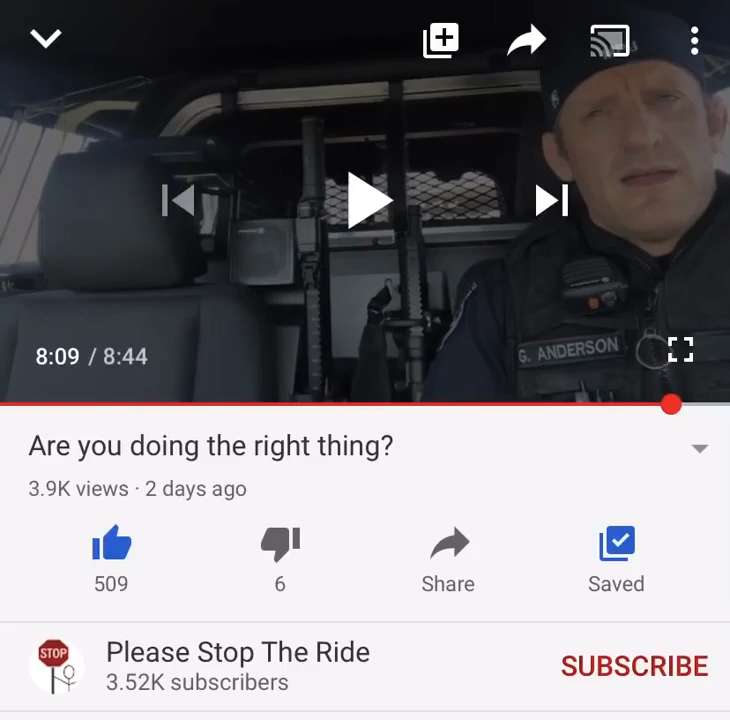 G. ANDERSON
8:09 / 8:44
Are you doing the right thing?
3.9K views · 2 days ago
509
6
Share
Saved
STOP
Please Stop The Ride
3.52K subscribers
SUBSCRIBE